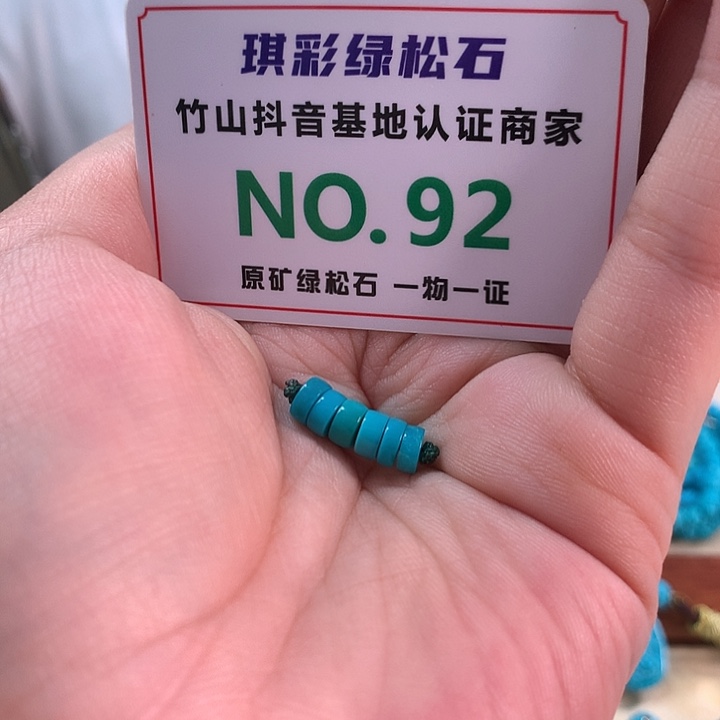 琪彩绿松石
竹山抖音基地认证商家
NO.92
原矿绿松石 一物一证